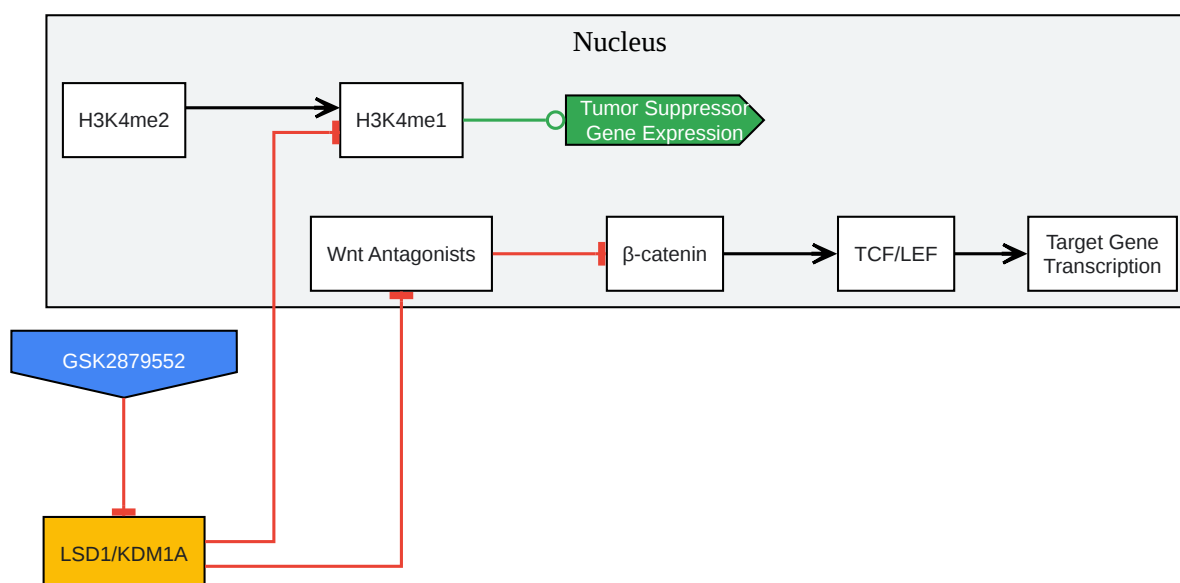 Nucleus
H3K4me2
H3K4me1
Tumor Suppressor
Gene Expression
Wnt Antagonists
β-catenin
TCF/LEF
Target Gene
Transcription
GSK2879552
LSD1/KDM1A